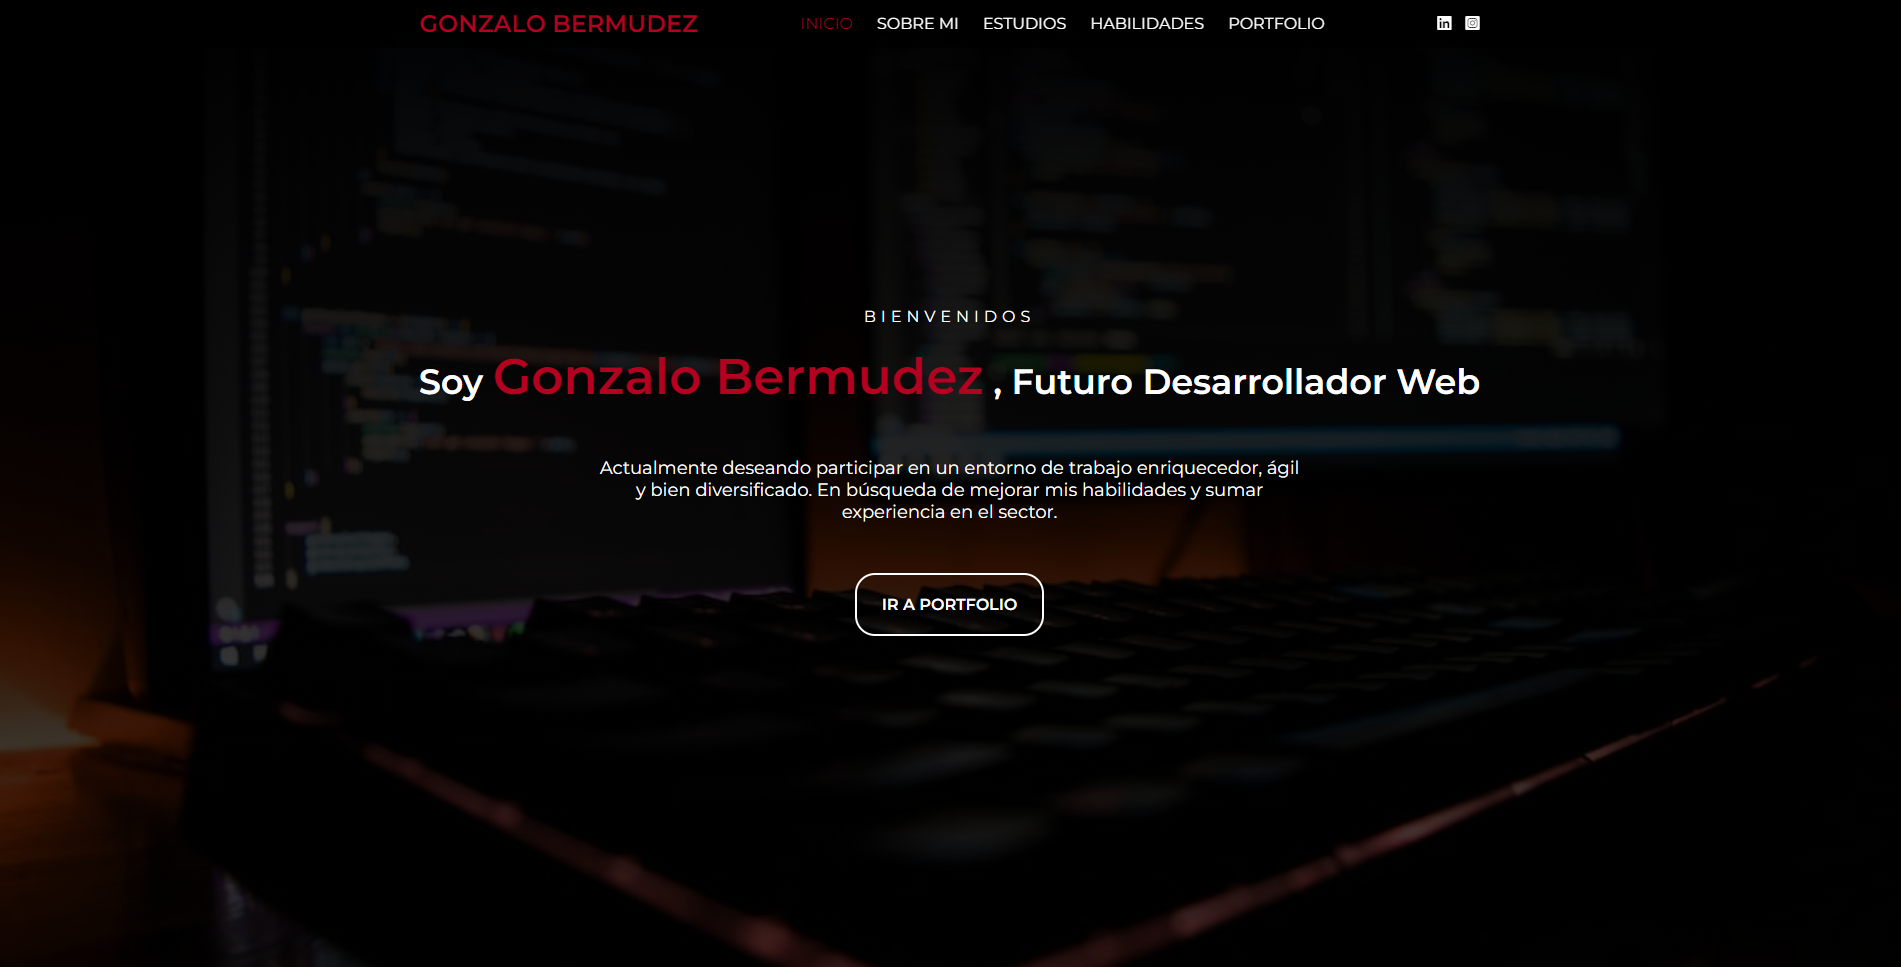 GONZALO BERMUDEZ
INICIO SOBRE MI ESTUDIOS HABILIDADES PORTFOLIO
in
BIENVENIDOS
Soy Gonzalo Bermudez , Futuro Desarrollador Web
Actualmente deseando participar en un entorno de trabajo enriquecedor, ágil
y bien diversificado. En búsqueda de mejorar mis habilidades y sumar
experiencia en el sector.
IR A PORTFOLIO